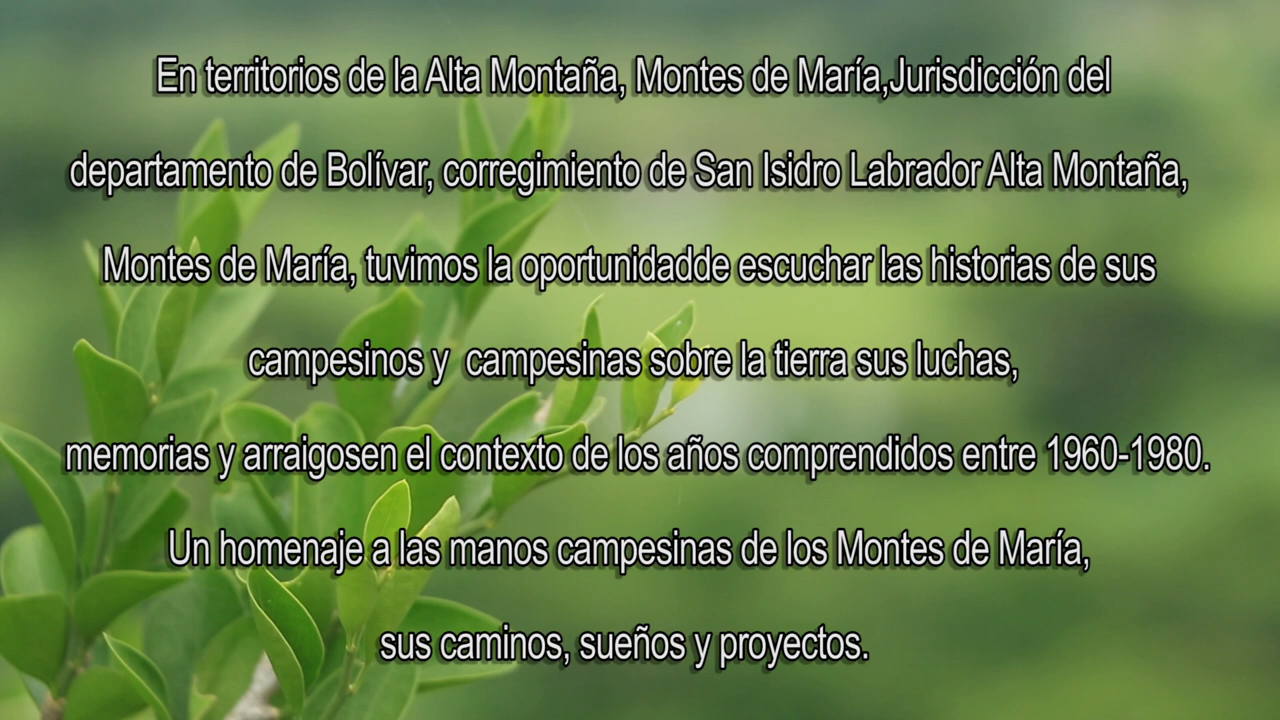 En territorios de la Alta Montaña, Montes de María,Jurisdicción del
departamento de Bolívar, corregimiento de San Isidro Labrador Alta Montaña,
Montes de María, tuvimos la oportunidadde escuchar las historias de sus
campesinos y  campesinas sobre la tierra sus luchas,
memorias y arraigosen el contexto de los años comprendidos entre 1960-1980.
Un homenaje a las manos campesinas de los Montes de María,
sus caminos, sueños y proyectos.